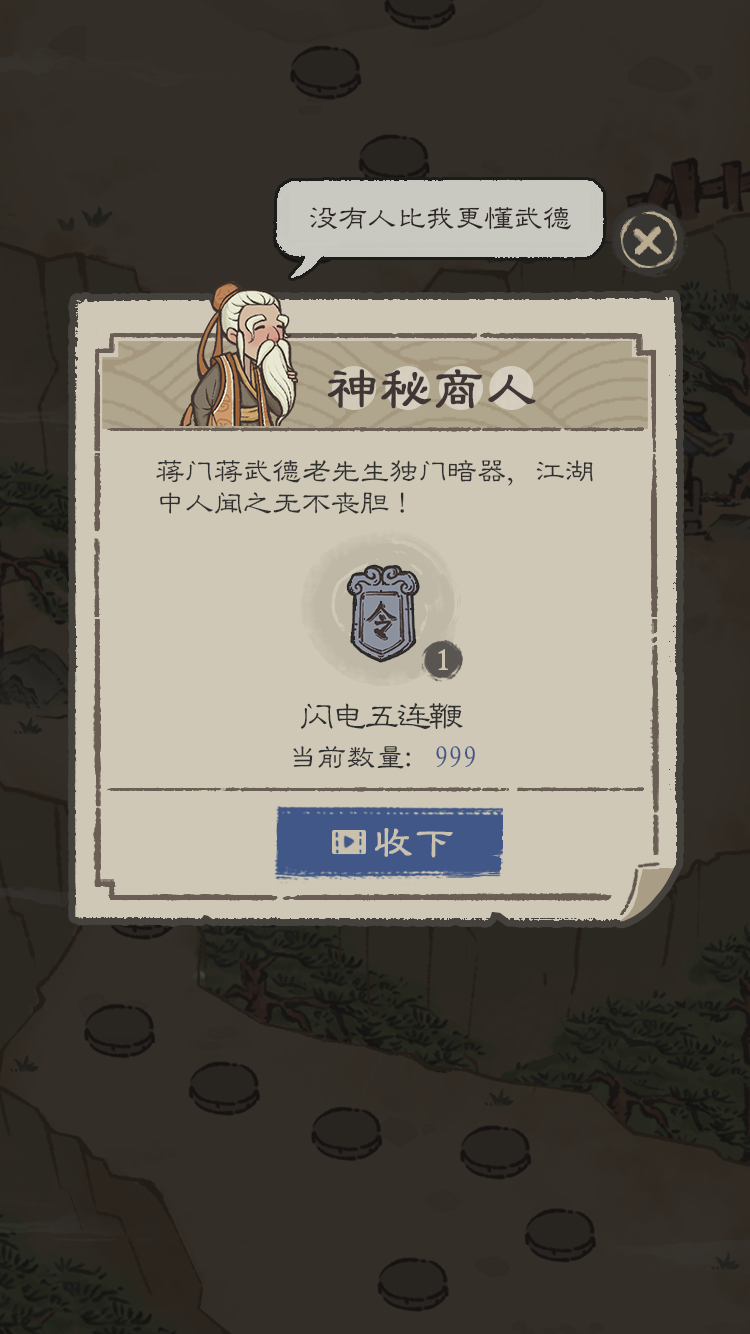 没有人比我更懂武德
神秘商人
蒋门蒋武德老先生独门暗器，江湖
中人闻之无不丧胆！
令
1
闪电五连鞭
当前数量： 999
收下